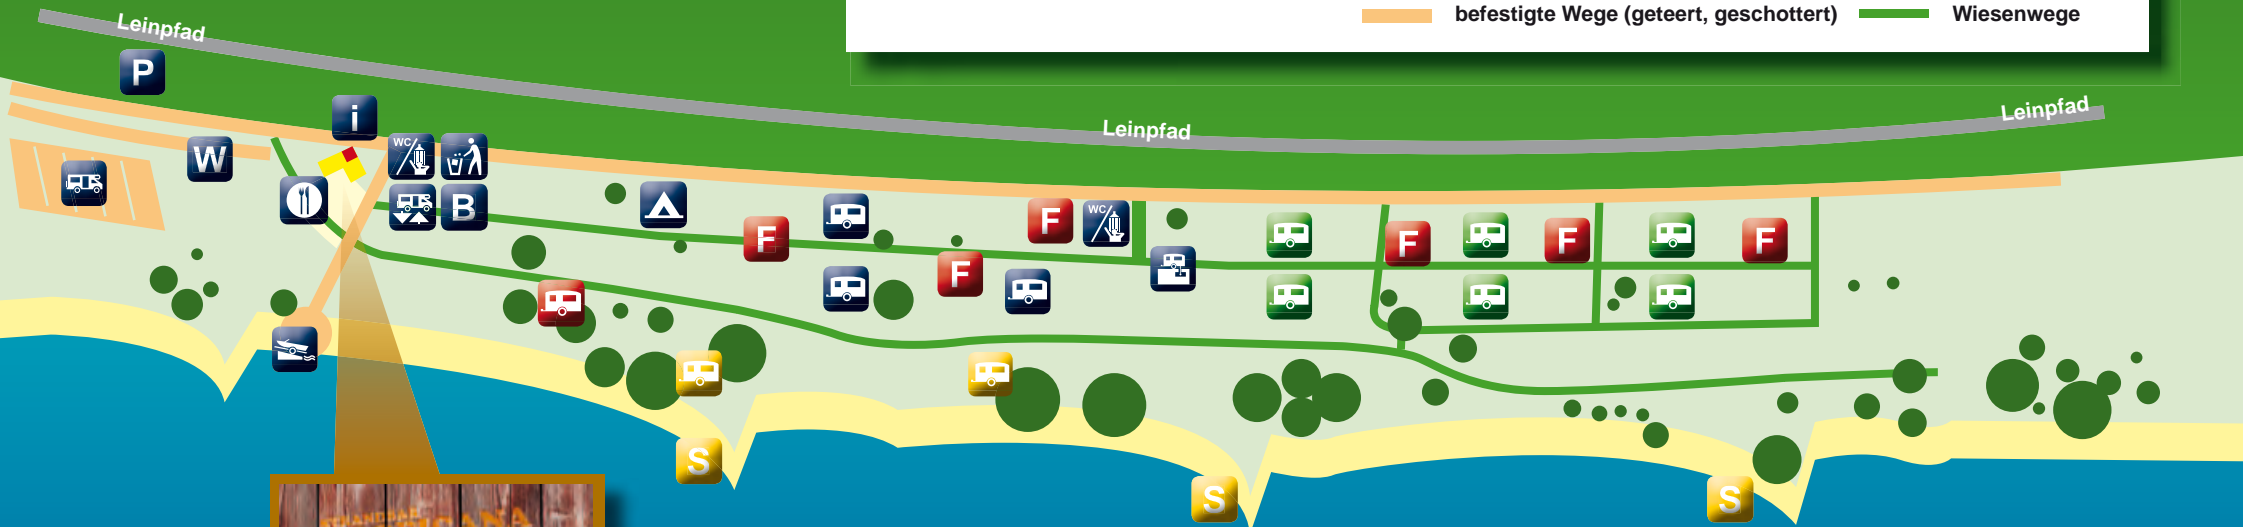 befestigte Wege (geteert, geschottert) Wiesenwege
Leinpfad
Leinpfad
Leinpfad
P
i
W
WC
B
F
F
F
WC
F
F
F
S
S
S